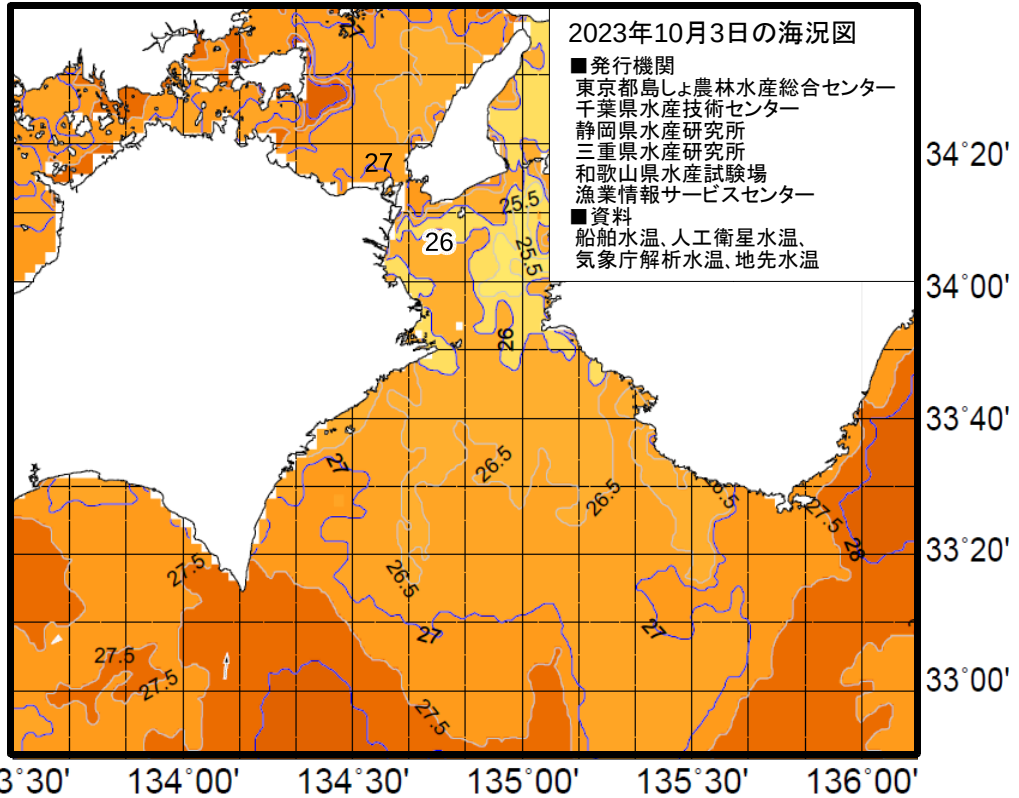 2023年10月3日の海況図
■発行機関
東京都島しょ農林水産総合センター
千葉県水産技術センター
静岡県水産研究所
三重県水産研究所
和歌山県水産試験場
漁業情報サービスセンター
■資料
船舶水温、人工衛星水温、
気象庁解析水温、地先水温
27
27
26
25.5
25.5
26
27
26.5
26.5
26.5
27.5
28
27.5
26.5
27
27
27.5
27.5
27.5
34°20'
34°00'
33°40'
33°20'
33°00'
3°30'
134°00'
134°30'
135°00'
135°30'
136°00'